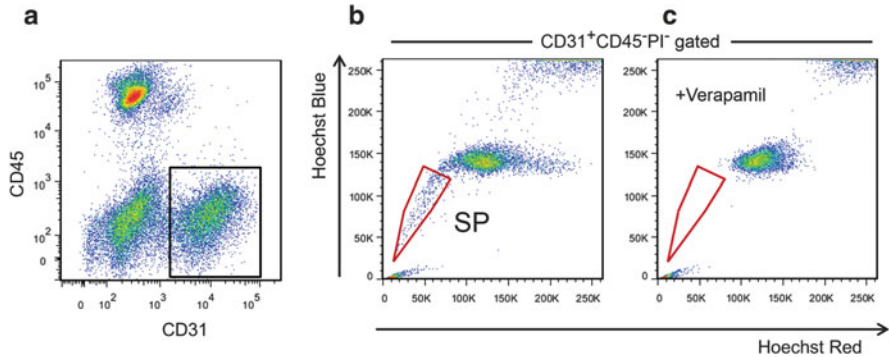 a
b
c
CD31⁺CD45⁻PI⁻ gated
CD45
10⁵
10⁴
10³
10²
0
0 10² 10³ 10⁴ 10⁵
CD31
Hoechst Blue
250K
200K
150K
100K
50K
0
SP
0 50K 100K 150K 200K 250K
+Verapamil
250K
200K
150K
100K
50K
0
0 50K 100K 150K 200K 250K
Hoechst Red